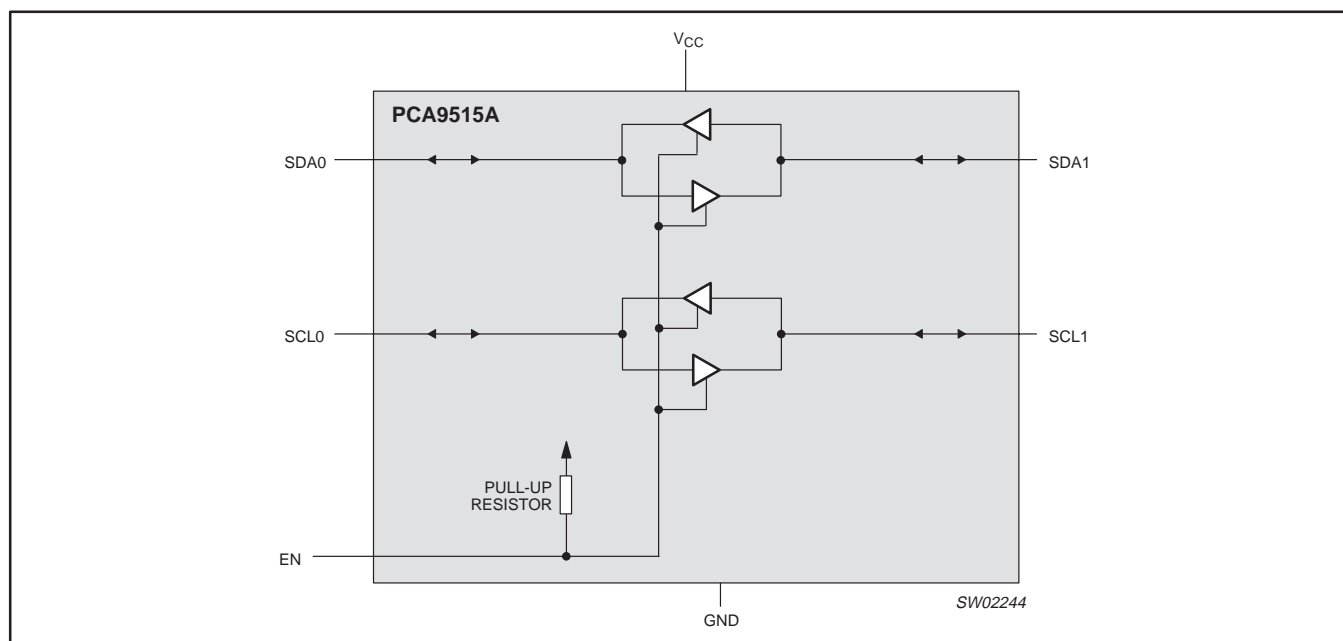 VCC
PCA9515A
SDA0
SDA1
SCL0
SCL1
PULL-UP
RESISTOR
EN
SW02244
GND